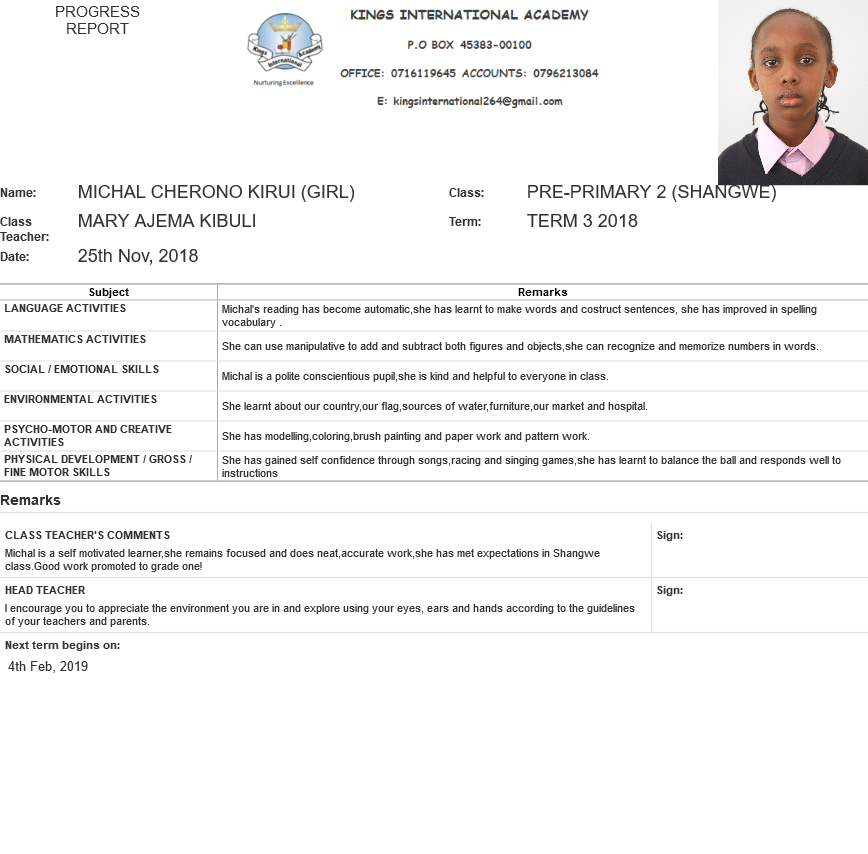 PROGRESS
REPORT
KINGS INTERNATIONAL ACADEMY
P.O BOX 45383-00100
OFFICE: 0716119645 ACCOUNTS: 0796213084
E: kingsinternational264@gmail.com
Kings Academy
International
Nurturing Excellence
Name: MICHAL CHERONO KIRUI (GIRL) Class: PRE-PRIMARY 2 (SHANGWE)
Class Teacher: MARY AJEMA KIBULI Term: TERM 3 2018
Date: 25th Nov, 2018
Subject Remarks
LANGUAGE ACTIVITIES
Michal's reading has become automatic,she has learnt to make words and costruct sentences, she has improved in spelling
vocabulary .
MATHEMATICS ACTIVITIES
She can use manipulative to add and subtract both figures and objects,she can recognize and memorize numbers in words.
SOCIAL / EMOTIONAL SKILLS
Michal is a polite conscientious pupil,she is kind and helpful to everyone in class.
ENVIRONMENTAL ACTIVITIES
She learnt about our country,our flag,sources of water,furniture,our market and hospital.
PSYCHO-MOTOR AND CREATIVE
ACTIVITIES
She has modelling,coloring,brush painting and paper work and pattern work.
PHYSICAL DEVELOPMENT / GROSS /
FINE MOTOR SKILLS
She has gained self confidence through songs,racing and singing games,she has learnt to balance the ball and responds well to
instructions
Remarks
CLASS TEACHER'S COMMENTS Sign:
Michal is a self motivated learner,she remains focused and does neat,accurate work,she has met expectations in Shangwe
class.Good work promoted to grade one!
HEAD TEACHER Sign:
I encourage you to appreciate the environment you are in and explore using your eyes, ears and hands according to the guidelines
of your teachers and parents.
Next term begins on:
4th Feb, 2019